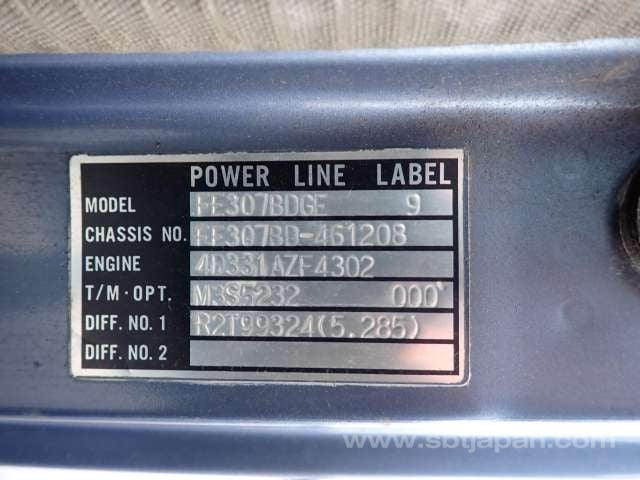 POWER LINE LABEL
MODEL FE307BDGE 9
CHASSIS NO. FE307BD-461208
ENGINE 4D331AZF4302
T/M·OPT. M3S5232 000
DIFF. NO. 1 R2T99324(5.285)
DIFF. NO. 2
www.sbtjapan.com